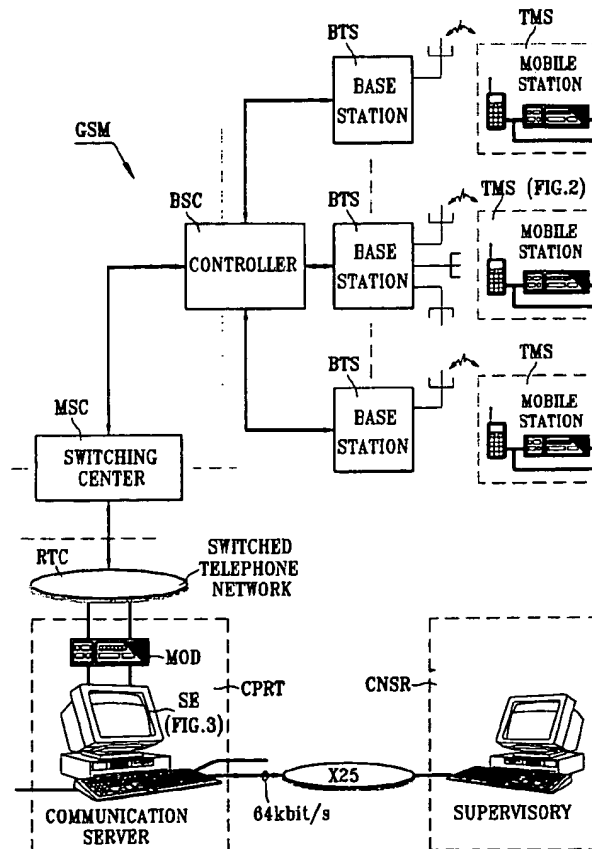 BTS
BASE
STATION
TMS
MOBILE
STATION
GSM
BSC
CONTROLLER
BTS
BASE
STATION
TMS (FIG.2)
MOBILE
STATION
BTS
BASE
STATION
TMS
MOBILE
STATION
MSC
SWITCHING
CENTER
RTC
SWITCHED
TELEPHONE
NETWORK
MOD
CPRT
SE
(FIG.3)
COMMUNICATION
SERVER
64kbit/s
X25
CNSR
SUPERVISORY